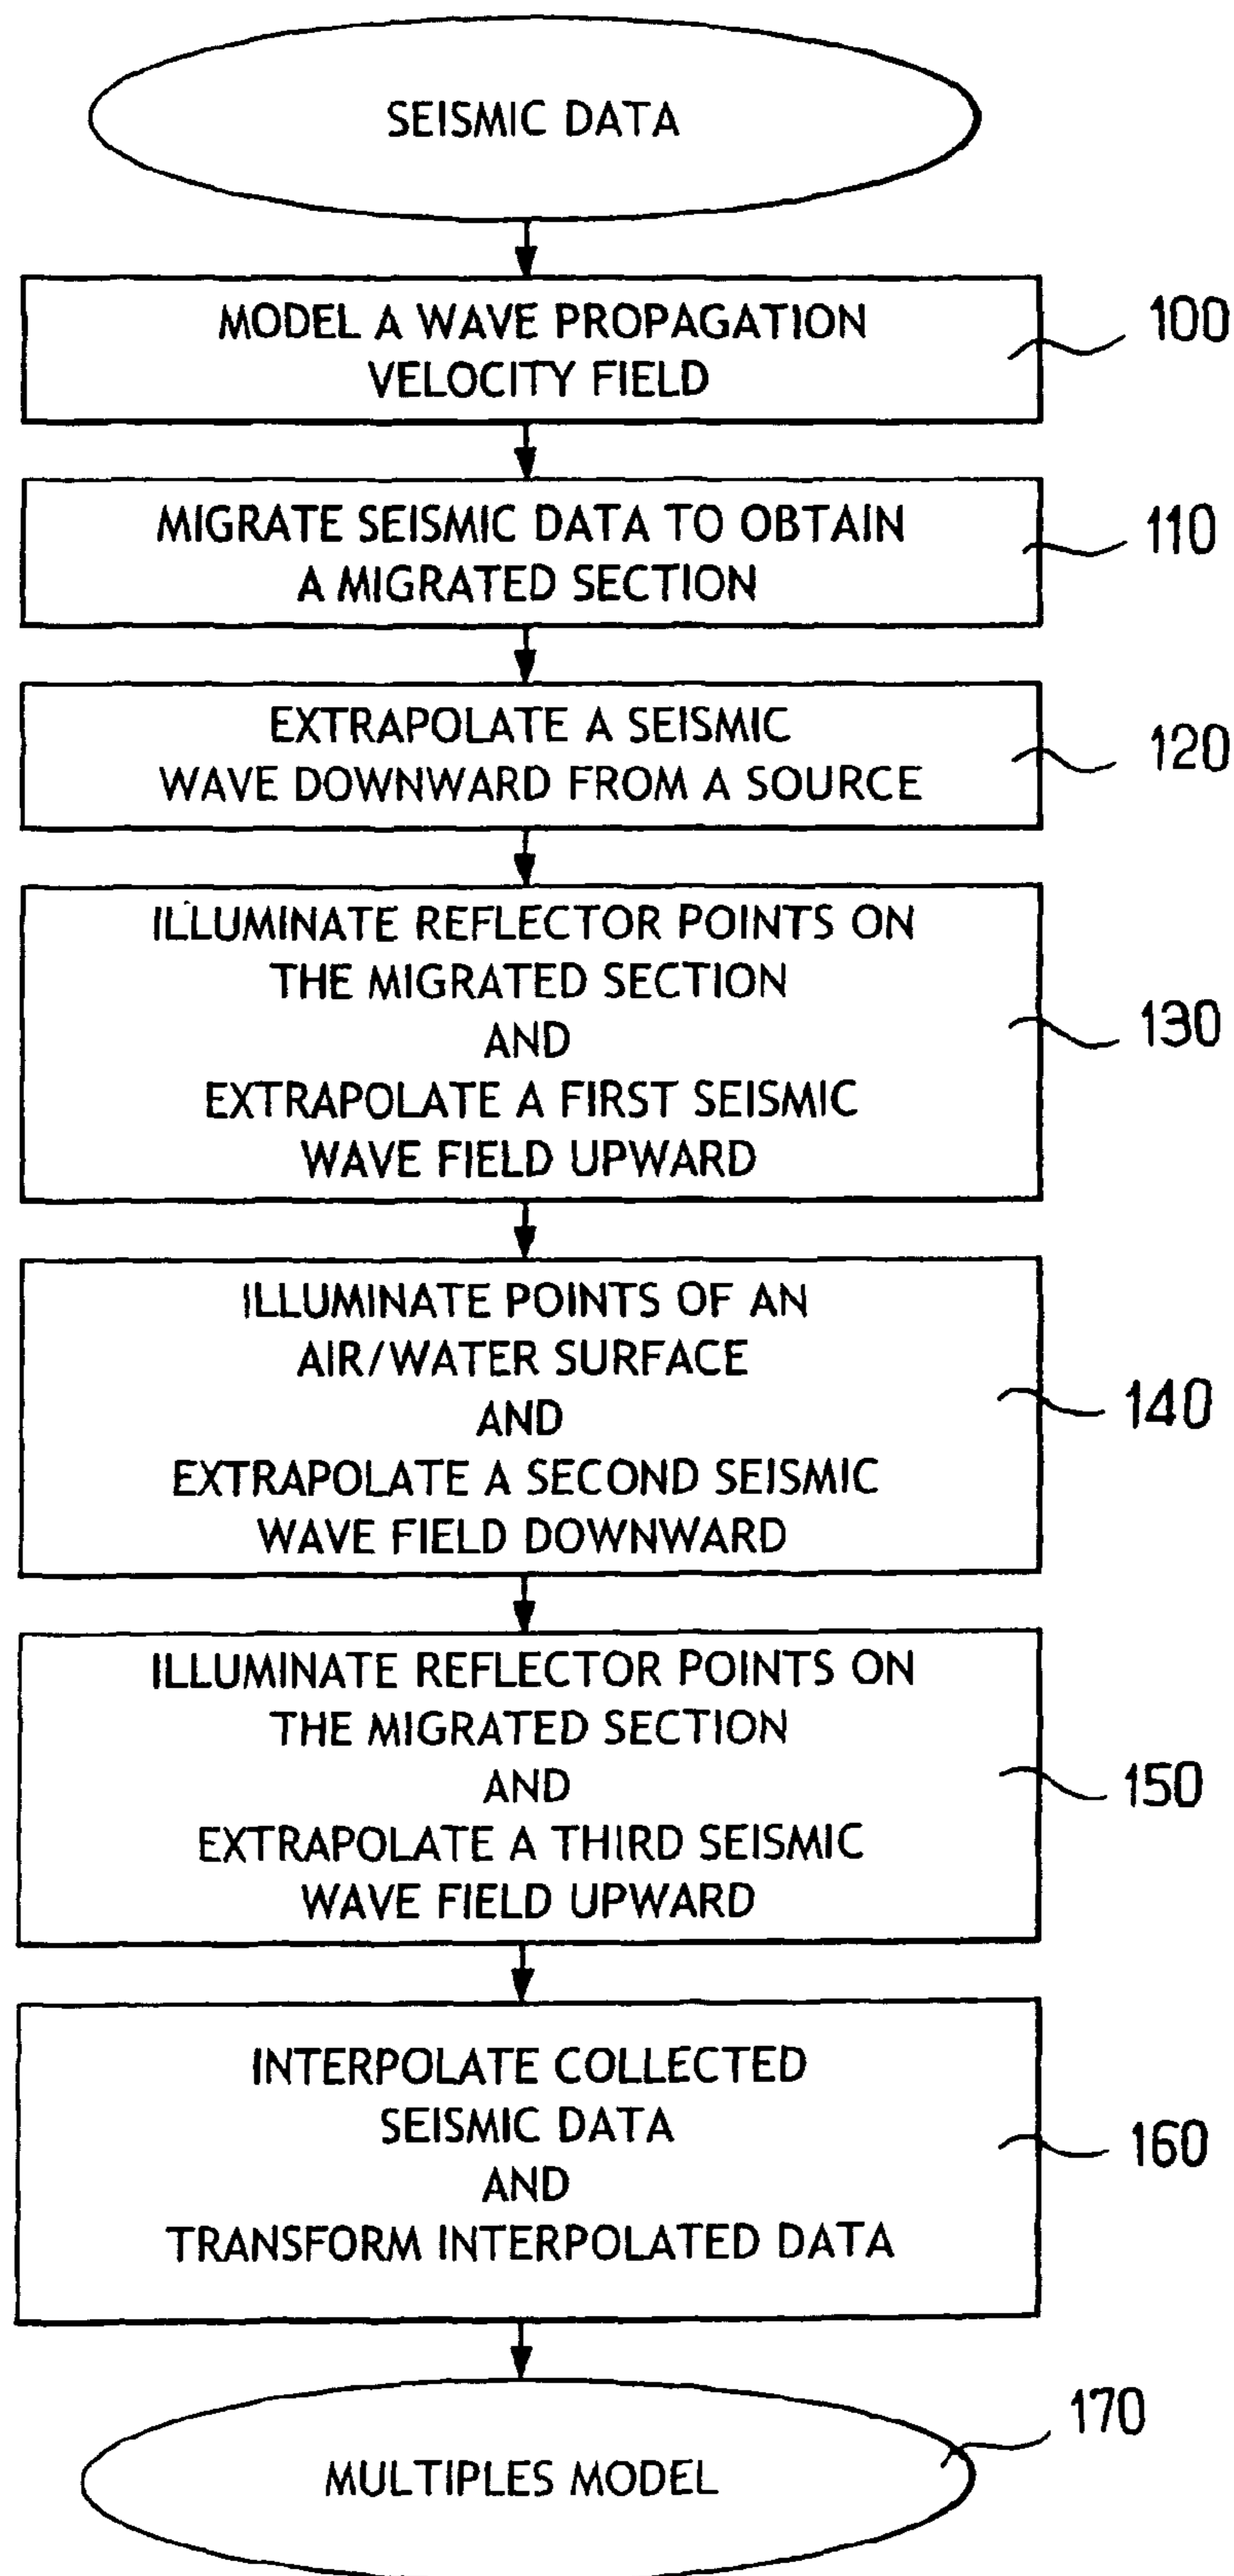 SEISMIC DATA
MODEL A WAVE PROPAGATION
VELOCITY FIELD
100
MIGRATE SEISMIC DATA TO OBTAIN
A MIGRATED SECTION
110
EXTRAPOLATE A SEISMIC
WAVE DOWNWARD FROM A SOURCE
120
ILLUMINATE REFLECTOR POINTS ON
THE MIGRATED SECTION
AND
EXTRAPOLATE A FIRST SEISMIC
WAVE FIELD UPWARD
130
ILLUMINATE POINTS OF AN
AIR/WATER SURFACE
AND
EXTRAPOLATE A SECOND SEISMIC
WAVE FIELD DOWNWARD
140
ILLUMINATE REFLECTOR POINTS ON
THE MIGRATED SECTION
AND
EXTRAPOLATE A THIRD SEISMIC
WAVE FIELD UPWARD
150
INTERPOLATE COLLECTED
SEISMIC DATA
AND
TRANSFORM INTERPOLATED DATA
160
MULTIPLES MODEL
170